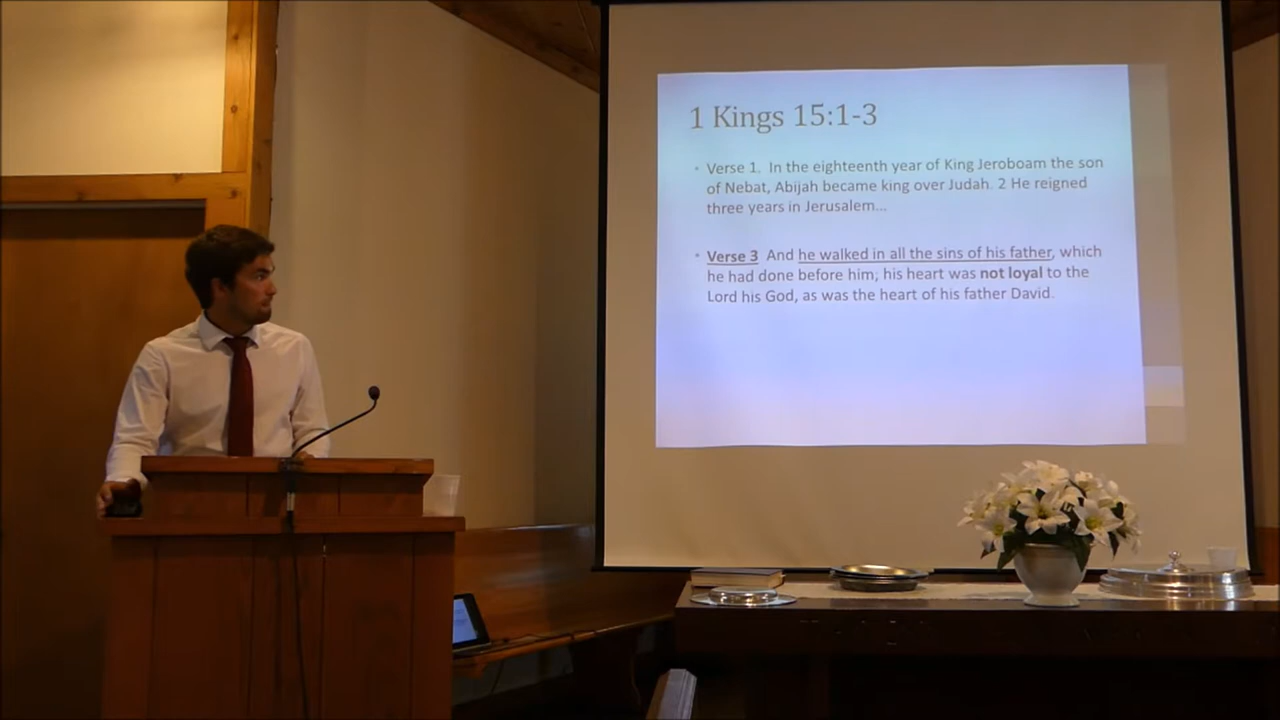 1 Kings 15:1-3
• Verse 1.  In the eighteenth year of King Jeroboam the son
of Nebat, Abijah became king over Judah. 2 He reigned
three years in Jerusalem...
• Verse 3  And he walked in all the sins of his father, which
he had done before him; his heart was not loyal to the
Lord his God, as was the heart of his father David.